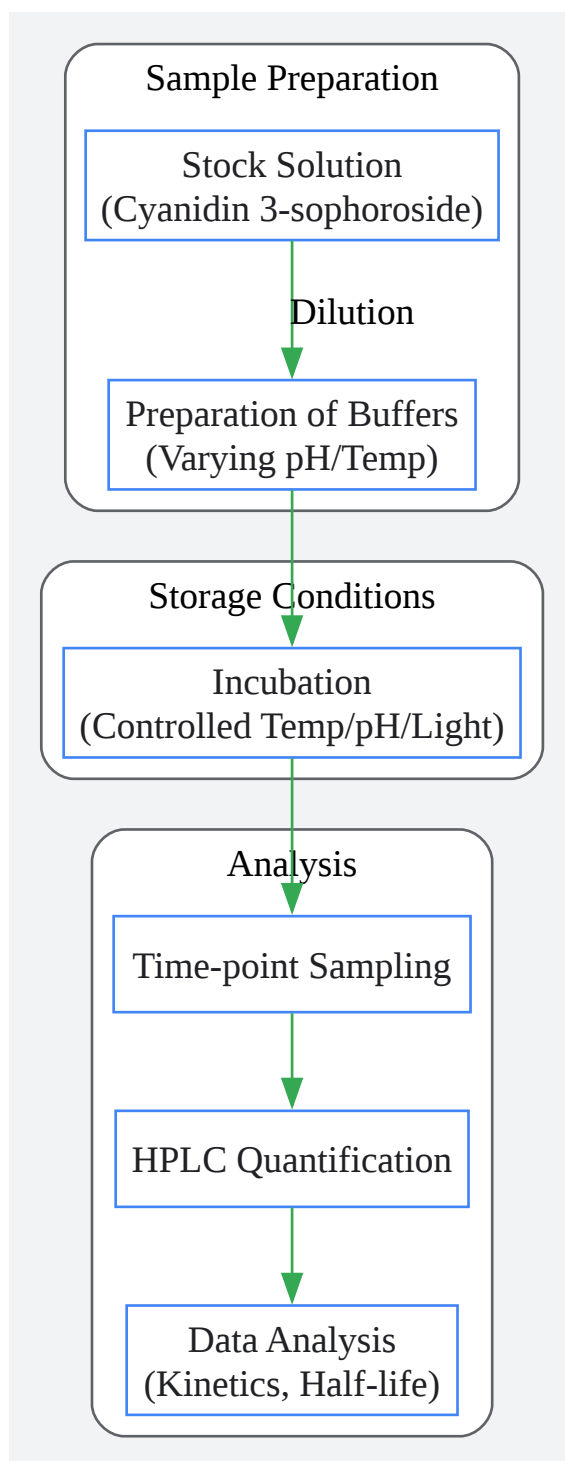 Sample Preparation
Stock Solution
(Cyanidin 3-sophoroside)
Dilution
Preparation of Buffers
(Varying pH/Temp)
Storage Conditions
Incubation
(Controlled Temp/pH/Light)
Analysis
Time-point Sampling
HPLC Quantification
Data Analysis
(Kinetics, Half-life)